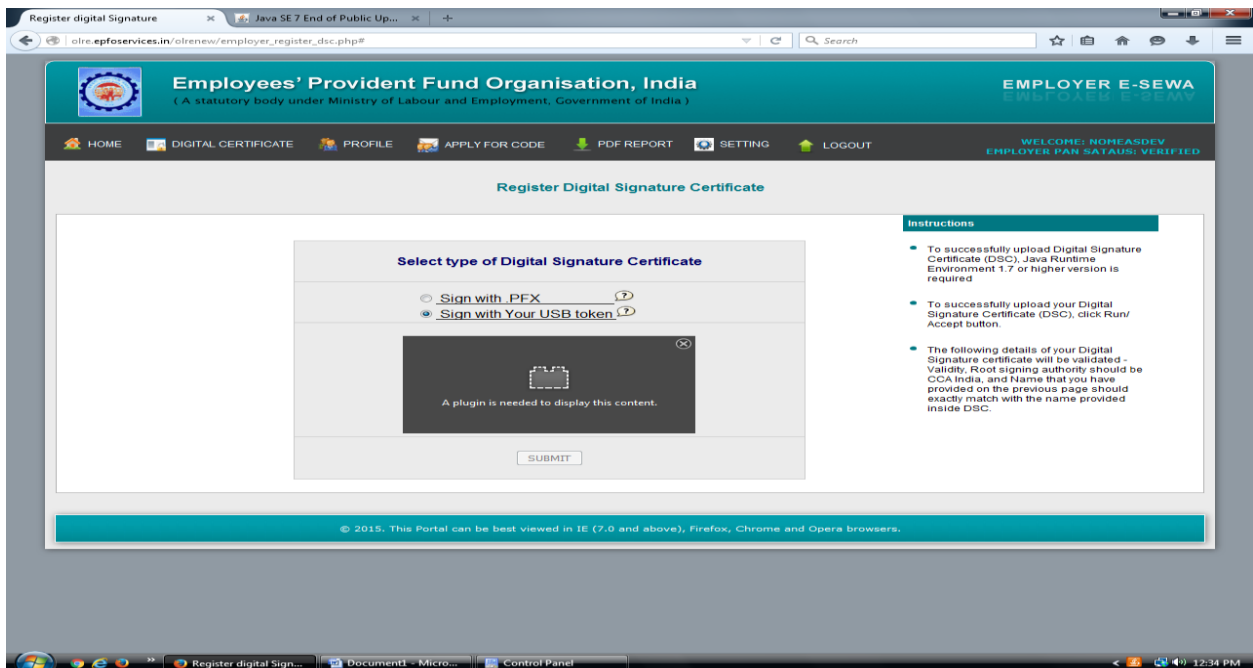 Register digital Signature
Java SE 7 End of Public Up...
olre.epfoservices.in/olrenew/employer_register_dsc.php#
Search
Employees' Provident Fund Organisation, India
( A statutory body under Ministry of Labour and Employment, Government of India )
EMPLOYER E-SEWA
HOME
DIGITAL CERTIFICATE
PROFILE
APPLY FOR CODE
PDF REPORT
SETTING
LOGOUT
WELCOME: NOMEASDEV
EMPLOYER PAN SATAUS: VERIFIED
Register Digital Signature Certificate
Select type of Digital Signature Certificate
Sign with .PFX
Sign with Your USB token
A plugin is needed to display this content.
SUBMIT
Instructions
To successfully upload Digital Signature
Certificate (DSC), Java Runtime
Environment 1.7 or higher version is
required
To successfully upload your Digital
Signature Certificate (DSC), click Run/
Accept button.
The following details of your Digital
Signature certificate will be validated -
Validity, Root signing authority should be
CCA India, and Name that you have
provided on the previous page should
exactly match with the name provided
inside DSC.
© 2015. This Portal can be best viewed in IE (7.0 and above), Firefox, Chrome and Opera browsers.
Register digital Sign...
Document1 - Micro...
Control Panel
12:34 PM